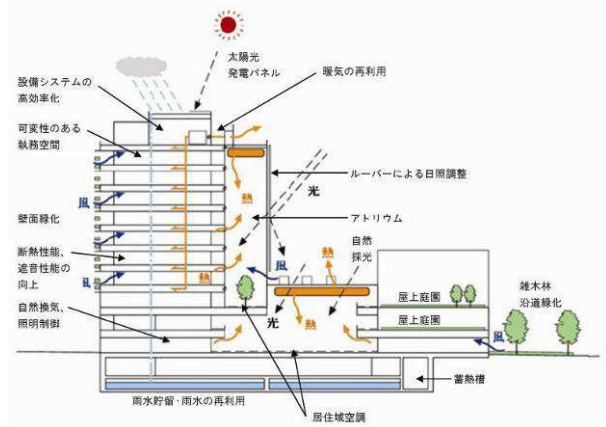 太陽光
発電パネル
暖気の再利用
設備システムの
高効率化
可変性のある
執務空間
ルーバーによる日照調整
光
熱
風
アトリウム
壁面緑化
自然
採光
断熱性能、
遮音性能の
向上
熱
風
熱
風
屋上庭園
雑木林
沿道緑化
自然換気、
照明制御
光
熱
屋上庭園
風
蓄熱槽
雨水貯留・雨水の再利用
居住域空調